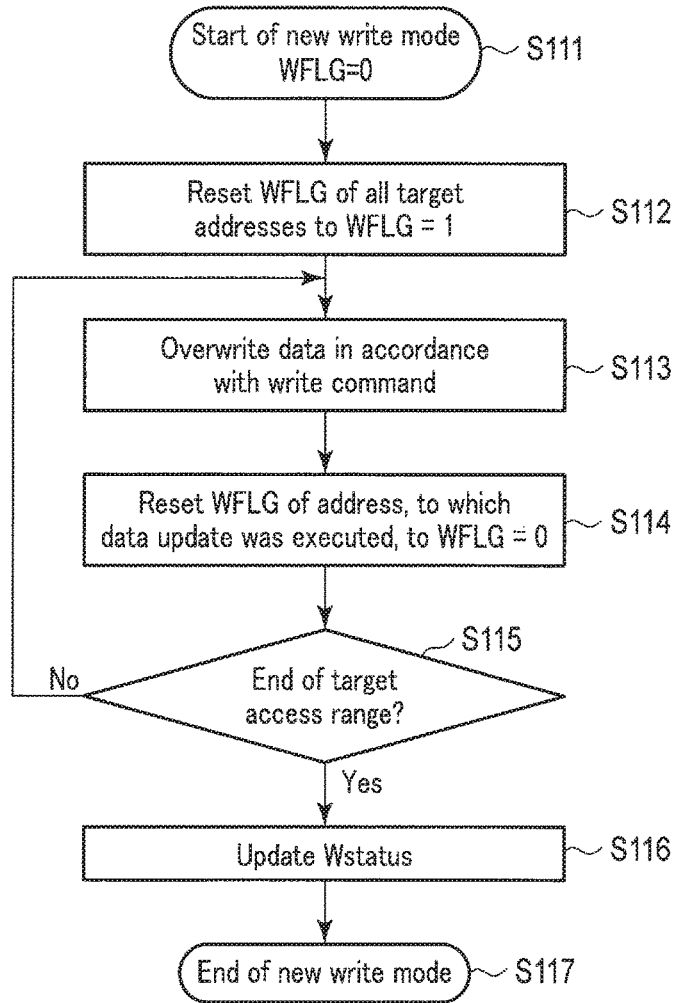 Start of new write mode
WFLG=0
S111
Reset WFLG of all target
addresses to WFLG = 1
S112
Overwrite data in accordance
with write command
S113
Reset WFLG of address, to which
data update was executed, to WFLG = 0
S114
S115
End of target
access range?
No
Yes
Update Wstatus
S116
End of new write mode
S117